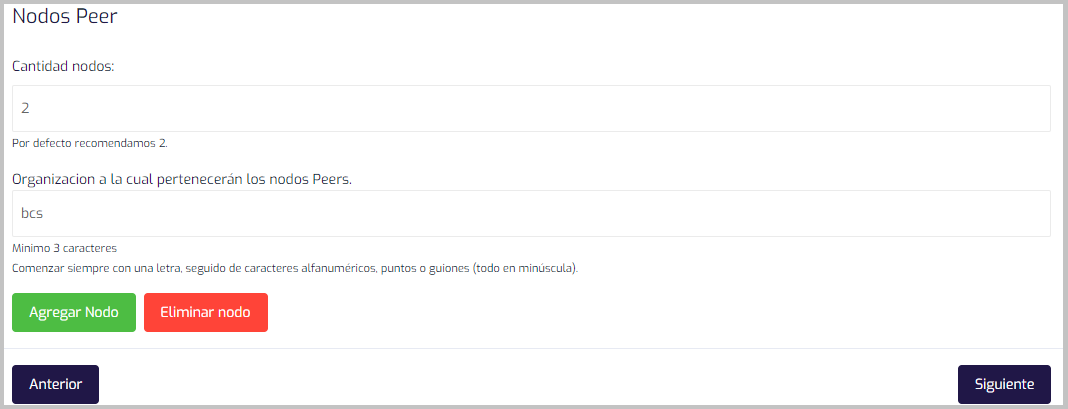 Nodos Peer
Cantidad nodos:
2
Por defecto recomendamos 2.
Organizacion a la cual pertenecerán los nodos Peers.
bcs
Minimo 3 caracteres
Comenzar siempre con una letra, seguido de caracteres alfanuméricos, puntos o guiones (todo en minúscula).
Agregar Nodo Eliminar nodo
Anterior Siguiente